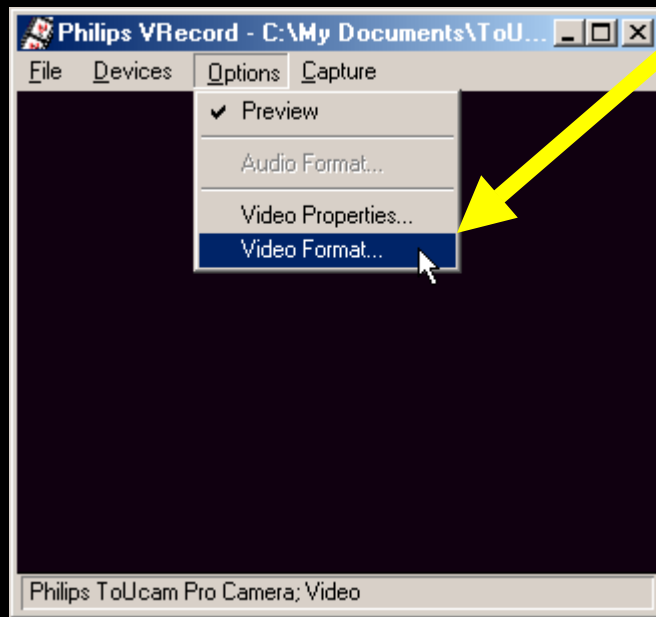 Philips VRecord - C:\My Documents\ToU...
File Devices Options Capture
Preview
Audio Format...
Video Properties...
Video Format...
Philips ToUcam Pro Camera; Video